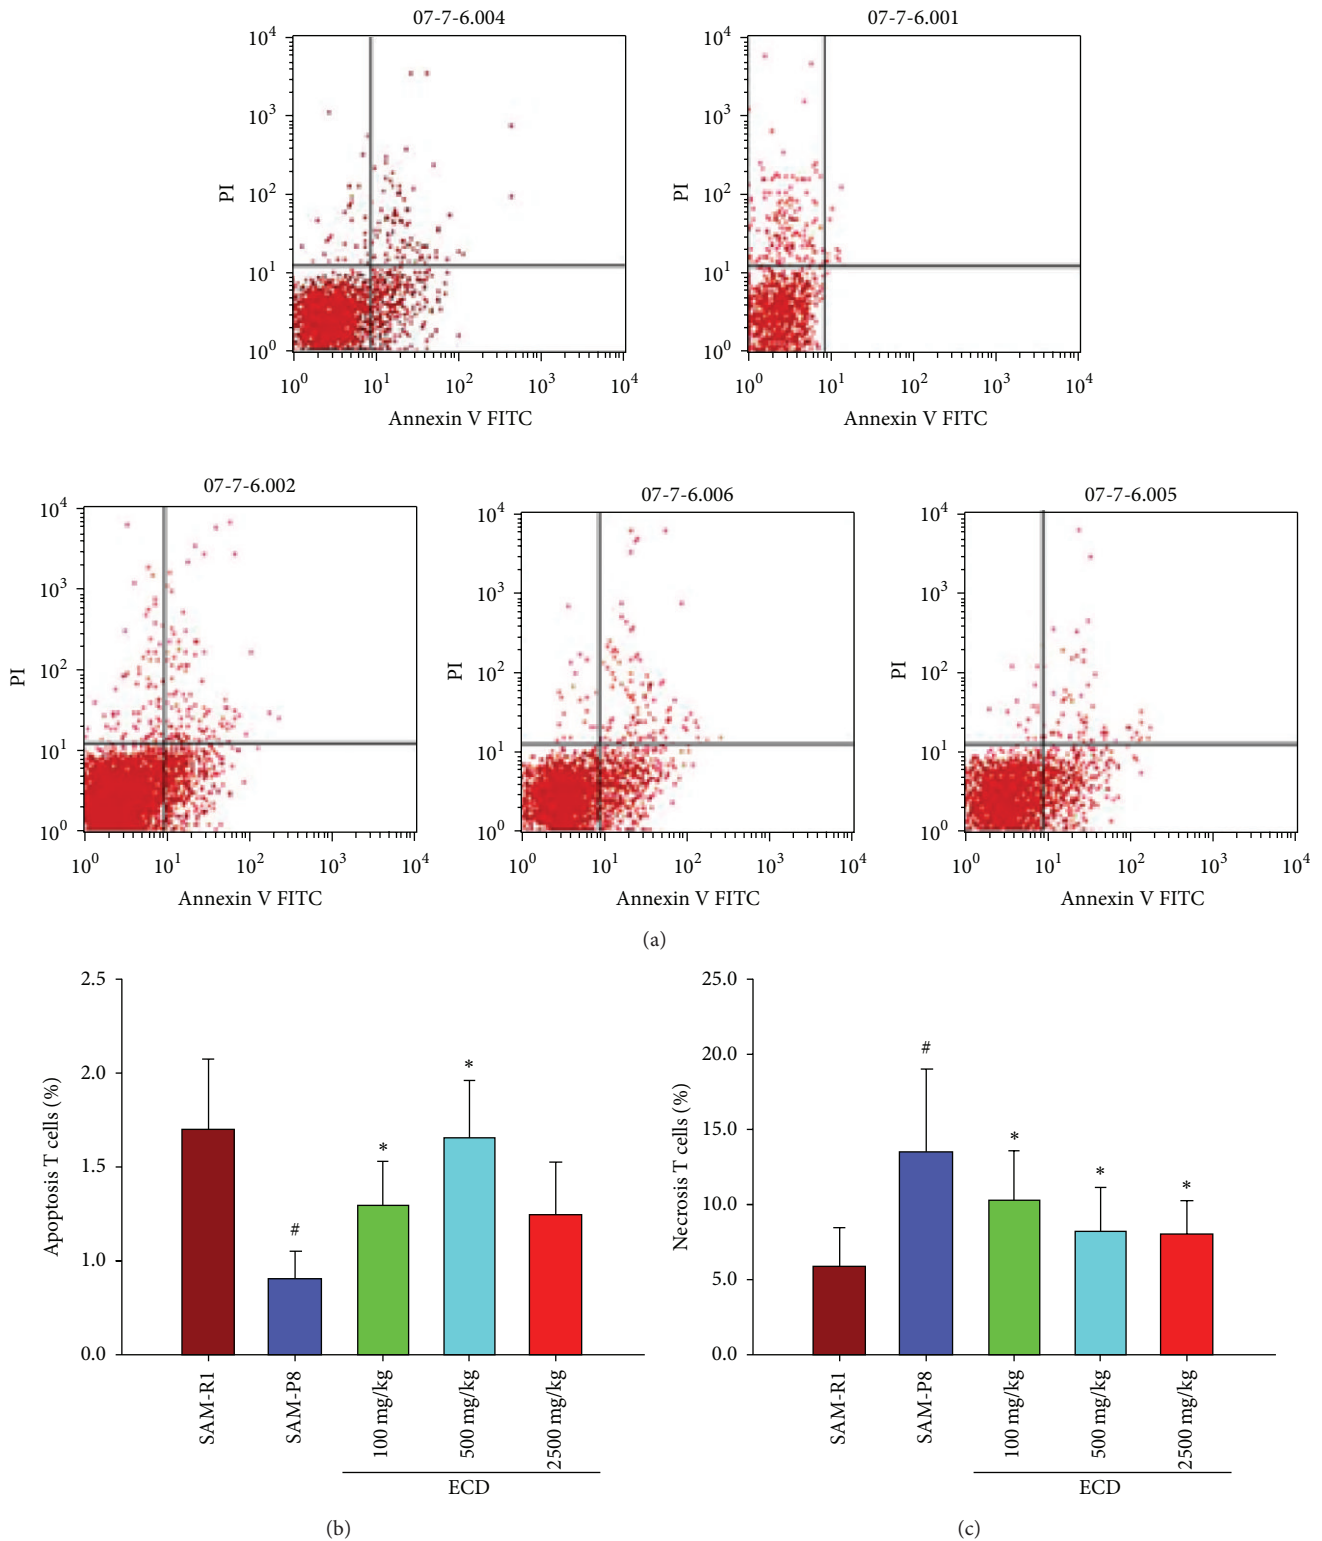 07-7-6.004 07-7-6.001
10^4 10^4
10^3 10^3
PI 10^2 PI 10^2
10^1 10^1
10^0 10^0
10^0 10^1 10^2 10^3 10^4 10^0 10^1 10^2 10^3 10^4
Annexin V FITC Annexin V FITC
07-7-6.002 07-7-6.006 07-7-6.005
10^4 10^4 10^4
10^3 10^3 10^3
PI 10^2 PI 10^2 PI 10^2
10^1 10^1 10^1
10^0 10^0 10^0
10^0 10^1 10^2 10^3 10^4 10^0 10^1 10^2 10^3 10^4 10^0 10^1 10^2 10^3 10^4
Annexin V FITC Annexin V FITC Annexin V FITC
(a)
Apoptosis T cells (%)
2.5
2.0
1.5
1.0
0.0
# * *
SAM-R1 SAM-P8 100 mg/kg 500 mg/kg 2500 mg/kg
ECD
(b)
Necrosis T cells (%)
25.0
20.0
15.0
10.0
5.0
0.0
# * * *
SAM-R1 SAM-P8 100 mg/kg 500 mg/kg 2500 mg/kg
ECD
(c)